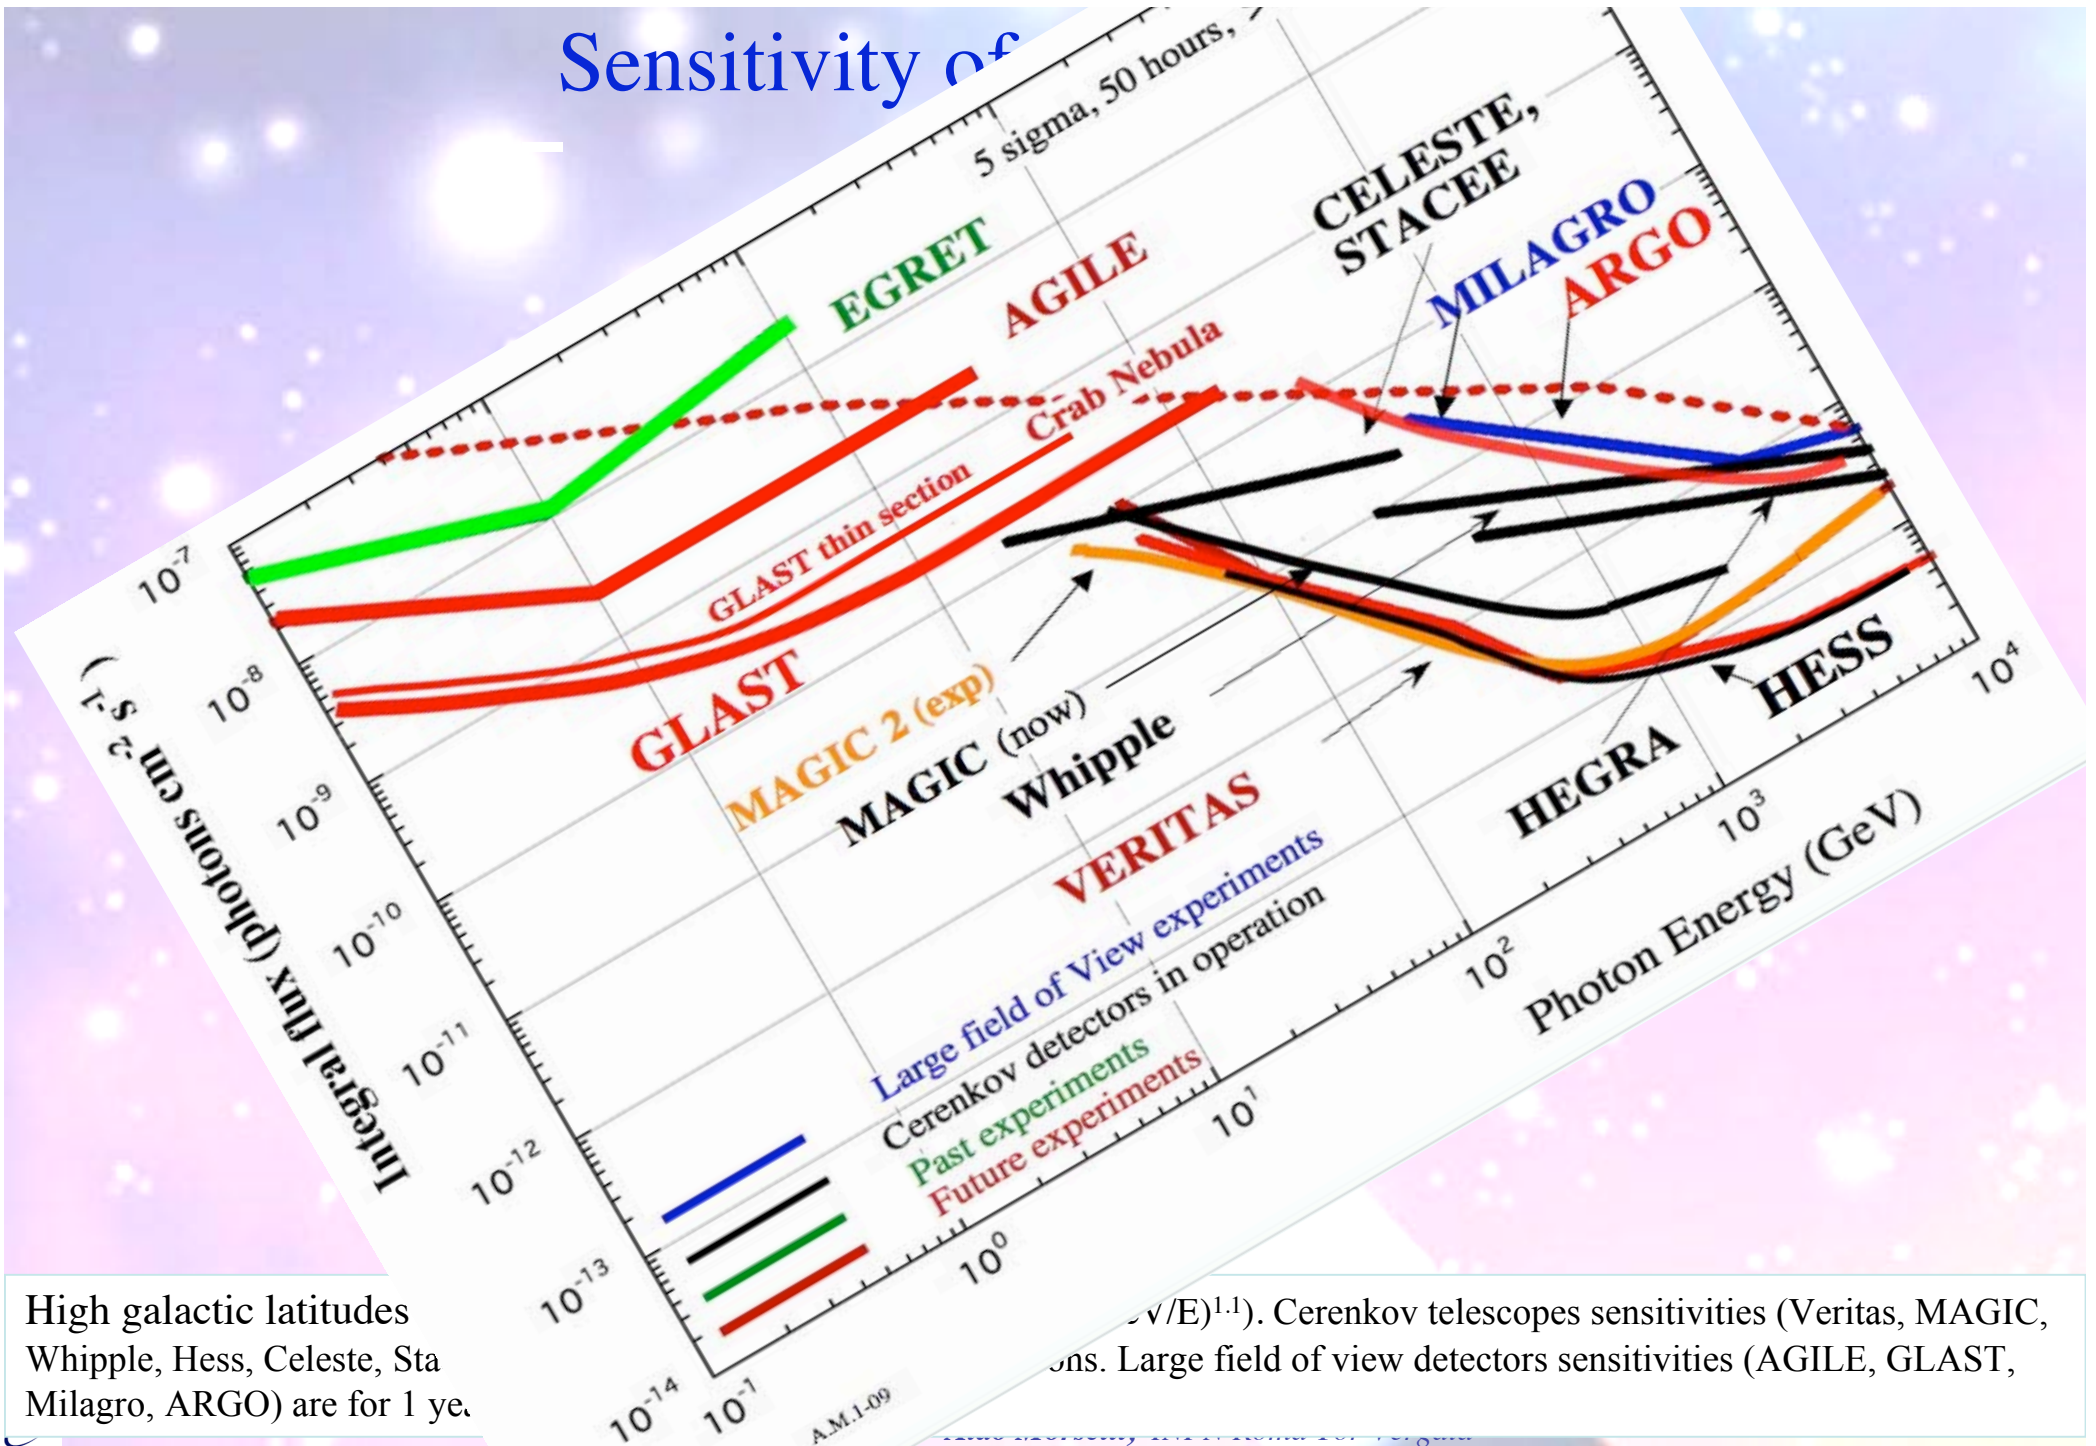 Sensitivity of
5 sigma, 50 hours,
EGRET
AGILE
CELESTE,
STACEE
MILAGRO
ARGO
Crab Nebula
GLAST thin section
GLAST
MAGIC 2 (exp)
MAGIC (now)
Whipple
VERITAS
HEGRA
HESS
Large field of View experiments
Cerenkov detectors in operation
Past experiments
Future experiments
Integral flux (photons cm⁻² s⁻¹)
10⁻⁷
10⁻⁸
10⁻⁹
10⁻¹⁰
10⁻¹¹
10⁻¹²
10⁻¹³
10⁻¹⁴
10⁻¹
10⁰
10¹
10²
10³
10⁴
Photon Energy (GeV)
A.M.1-09
High galactic latitudes V/E)¹·¹). Cerenkov telescopes sensitivities (Veritas, MAGIC,
Whipple, Hess, Celeste, Sta ons. Large field of view detectors sensitivities (AGILE, GLAST,
Milagro, ARGO) are for 1 yea